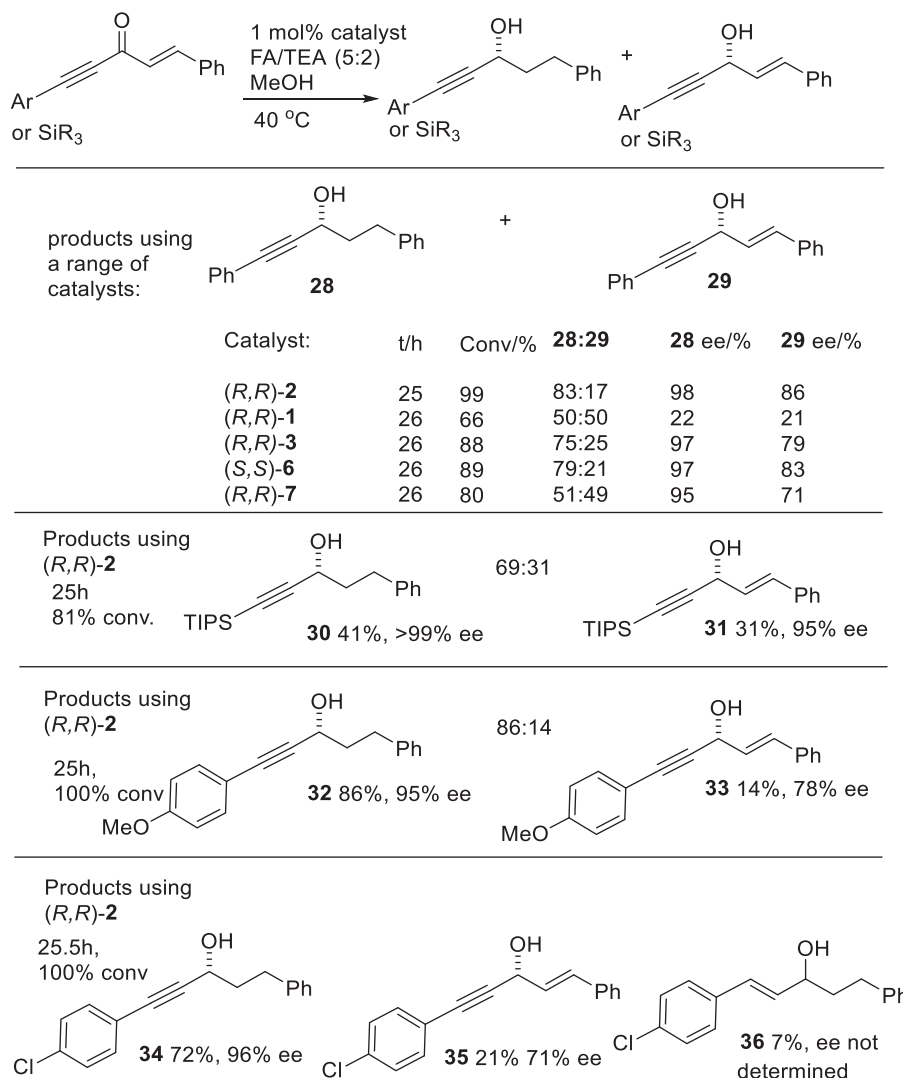 O
OH
OH
1 mol% catalyst
FA/TEA (5:2)
MeOH
40 °C
Ph
Ph
+
Ph
Ar
or SiR3
Ar
or SiR3
Ar
or SiR3
products using
a range of
catalysts:
OH
Ph
Ph
28
+
OH
Ph
Ph
29
Catalyst: t/h Conv/% 28:29 28 ee/% 29 ee/%
(R,R)-2 25 99 83:17 98 86
(R,R)-1 26 66 50:50 22 21
(R,R)-3 26 88 75:25 97 79
(S,S)-6 26 89 79:21 97 83
(R,R)-7 26 80 51:49 95 71
Products using
(R,R)-2
25h
81% conv.
OH
Ph
TIPS
30 41%, >99% ee
69:31
OH
Ph
TIPS
31 31%, 95% ee
Products using
(R,R)-2
25h,
100% conv
OH
Ph
MeO
32 86%, 95% ee
86:14
OH
Ph
MeO
33 14%, 78% ee
Products using
(R,R)-2
25.5h,
100% conv
OH
Ph
Cl
34 72%, 96% ee
OH
Ph
Cl
35 21% 71% ee
OH
Ph
Cl
36 7%, ee not
determined